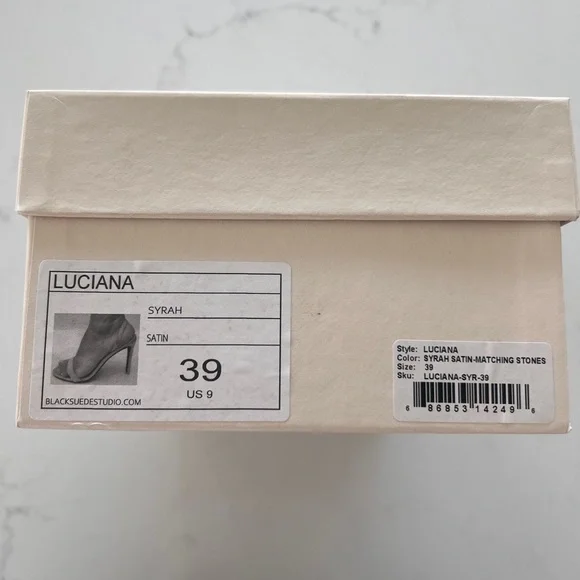 LUCIANA
SYRAH
SATIN
39
US 9
BLACKSUEDESTUDIO.COM
Style: LUCIANA
Color: SYRAH SATIN-MATCHING STONES
Size: 39
Sku: LUCIANA-SYR-39
6 86853 14249 6